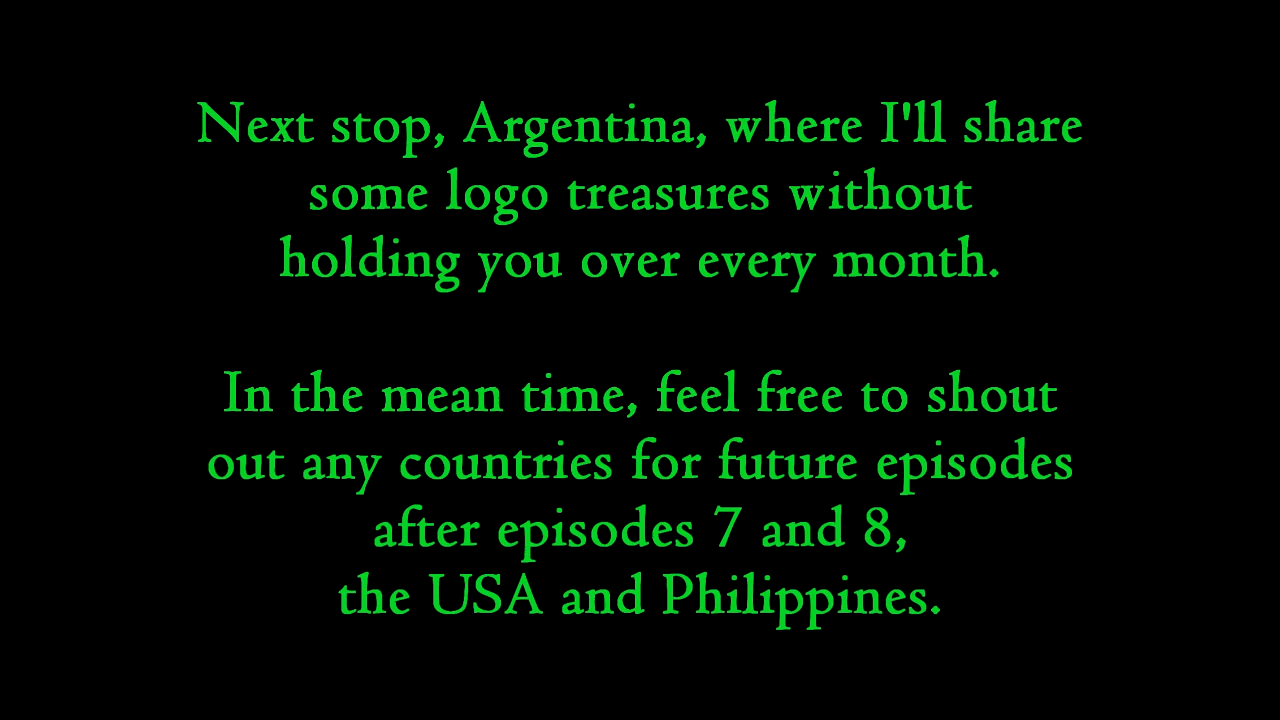 Next stop, Argentina, where I'll share
some logo treasures without
holding you over every month.
In the mean time, feel free to shout
out any countries for future episodes
after episodes 7 and 8,
the USA and Philippines.